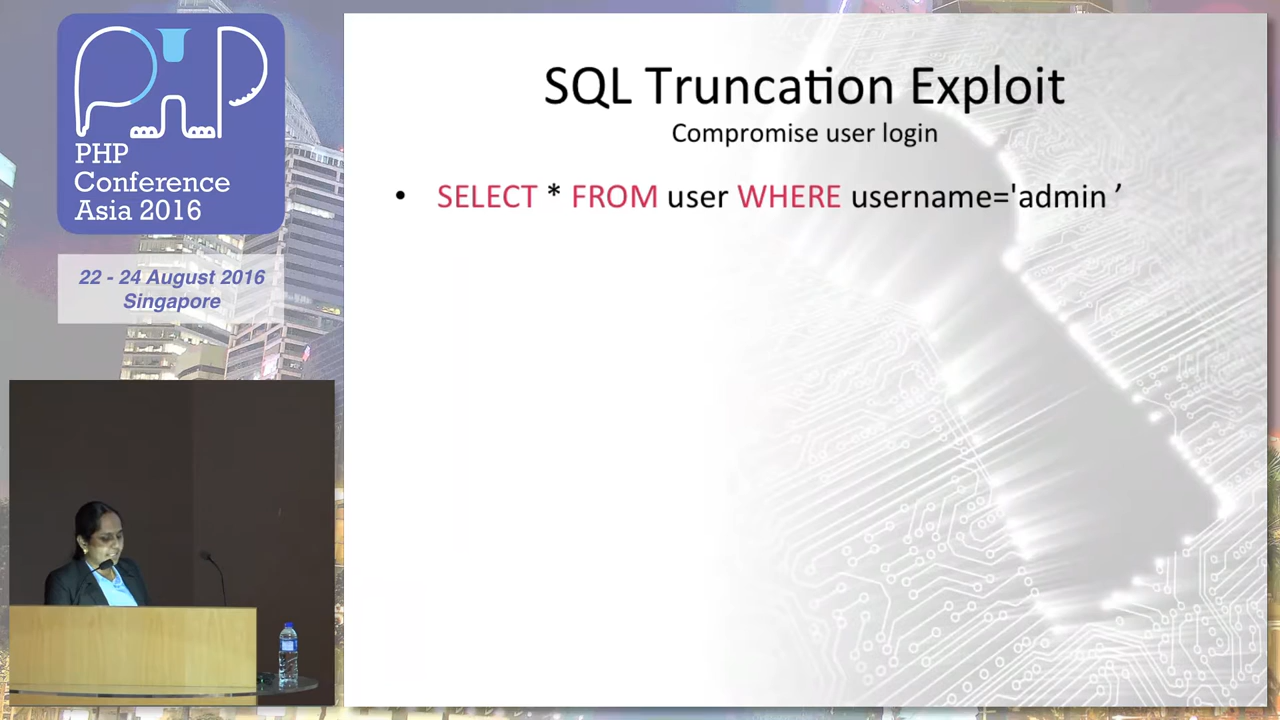 PHP
PHP
Conference
Asia 2016
22 - 24 August 2016
Singapore
SQL Truncation Exploit
Compromise user login
• SELECT * FROM user WHERE username='admin ’